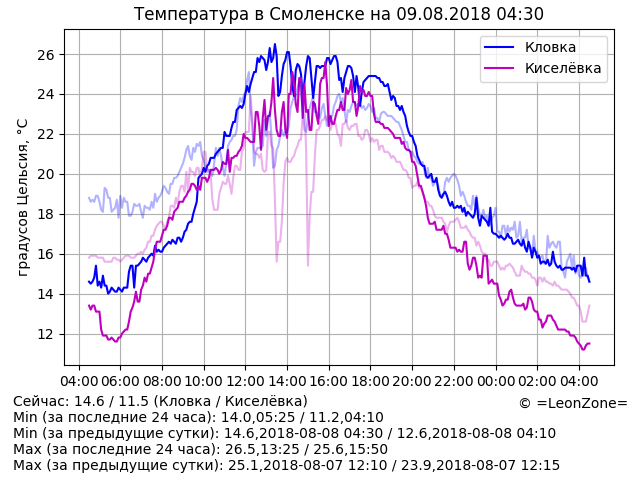 Температура в Смоленске на 09.08.2018 04:30
Кловка
Киселёвка
градусов Цельсия, °C
26
24
22
20
18
16
14
12
04:00 06:00 08:00 10:00 12:00 14:00 16:00 18:00 20:00 22:00 00:00 02:00 04:00
Сейчас: 14.6 / 11.5 (Кловка / Киселёвка)
© =LeonZone=
Min (за последние 24 часа): 14.0,05:25 / 11.2,04:10
Min (за предыдущие сутки): 14.6,2018-08-08 04:30 / 12.6,2018-08-08 04:10
Max (за последние 24 часа): 26.5,13:25 / 25.6,15:50
Max (за предыдущие сутки): 25.1,2018-08-07 12:10 / 23.9,2018-08-07 12:15